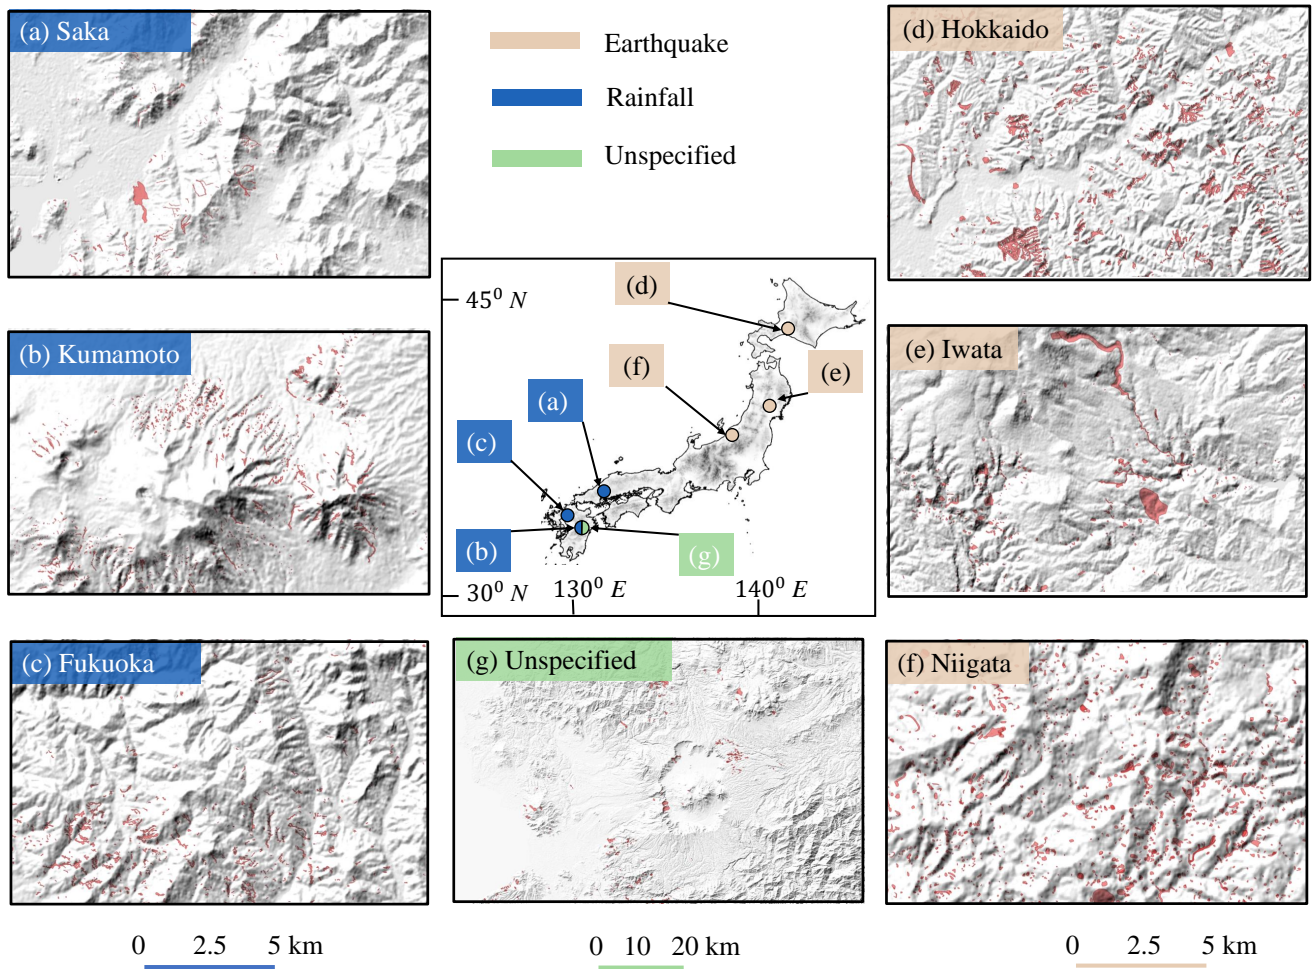 (a) Saka
Earthquake
Rainfall
Unspecified
(d) Hokkaido
(b) Kumamoto
45⁰ N
(d)
(f)
(e)
(a)
(c)
(b)
(g)
30⁰ N
130⁰ E
140⁰ E
(e) Iwata
(c) Fukuoka
(g) Unspecified
(f) Niigata
0 2.5 5 km
0 10 20 km
0 2.5 5 km